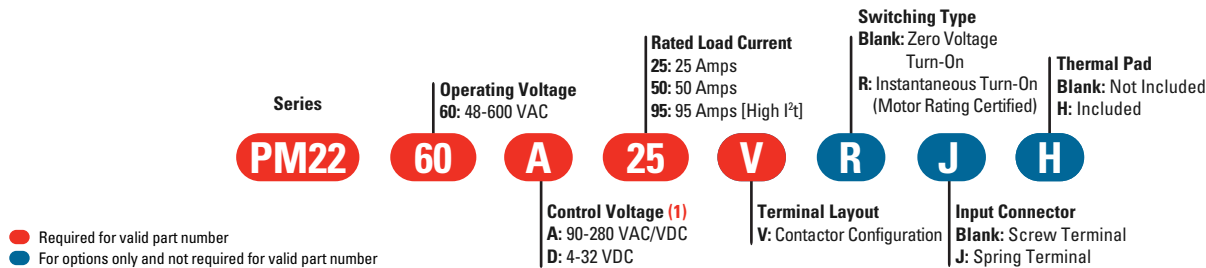 Switching Type
Blank: Zero Voltage
Turn-On
R: Instantaneous Turn-On
(Motor Rating Certified)
Rated Load Current
25: 25 Amps
50: 50 Amps
95: 95 Amps [High I²t]
Thermal Pad
Blank: Not Included
H: Included
Operating Voltage
60: 48-600 VAC
Series
PM22 60 A 25 V R J H
Control Voltage (1)
A: 90-280 VAC/VDC
D: 4-32 VDC
Terminal Layout
V: Contactor Configuration
Input Connector
Blank: Screw Terminal
J: Spring Terminal
Required for valid part number
For options only and not required for valid part number